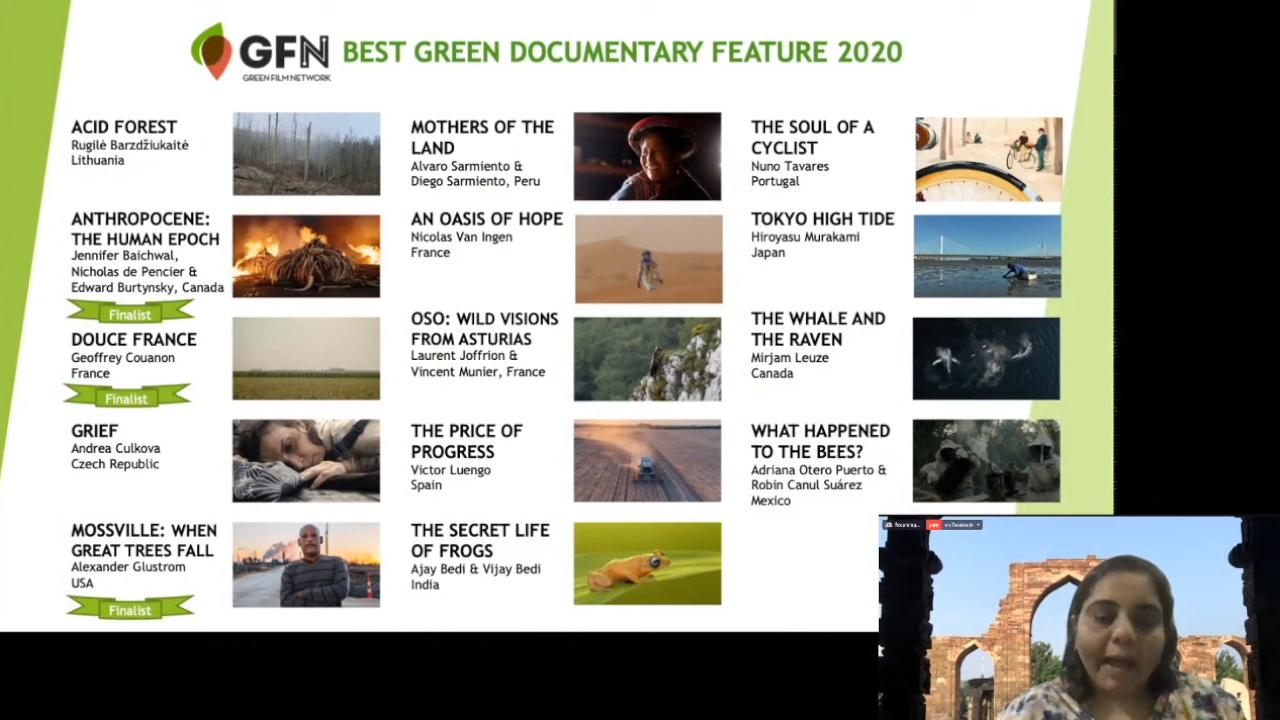 GFN
GREEN FILM NETWORK
BEST GREEN DOCUMENTARY FEATURE 2020
ACID FOREST
Rugilė Barzdžiukaitė
Lithuania
ANTHROPOCENE:
THE HUMAN EPOCH
Jennifer Baichwal,
Nicholas de Pencier &
Edward Burtynsky, Canada
Finalist
DOUCE FRANCE
Geoffrey Couanon
France
Finalist
GRIEF
Andrea Culkova
Czech Republic
MOSSVILLE: WHEN
GREAT TREES FALL
Alexander Glustrom
USA
Finalist
MOTHERS OF THE
LAND
Alvaro Sarmiento &
Diego Sarmiento, Peru
AN OASIS OF HOPE
Nicolas Van Ingen
France
OSO: WILD VISIONS
FROM ASTURIAS
Laurent Joffrion &
Vincent Munier, France
THE PRICE OF
PROGRESS
Victor Luengo
Spain
THE SECRET LIFE
OF FROGS
Ajay Bedi & Vijay Bedi
India
THE SOUL OF A
CYCLIST
Nuno Tavares
Portugal
TOKYO HIGH TIDE
Hiroyasu Murakami
Japan
THE WHALE AND
THE RAVEN
Mirjam Leuze
Canada
WHAT HAPPENED
TO THE BEES?
Adriana Otero Puerto &
Robin Canul Suárez
Mexico
Recording... LIVE on Facebook